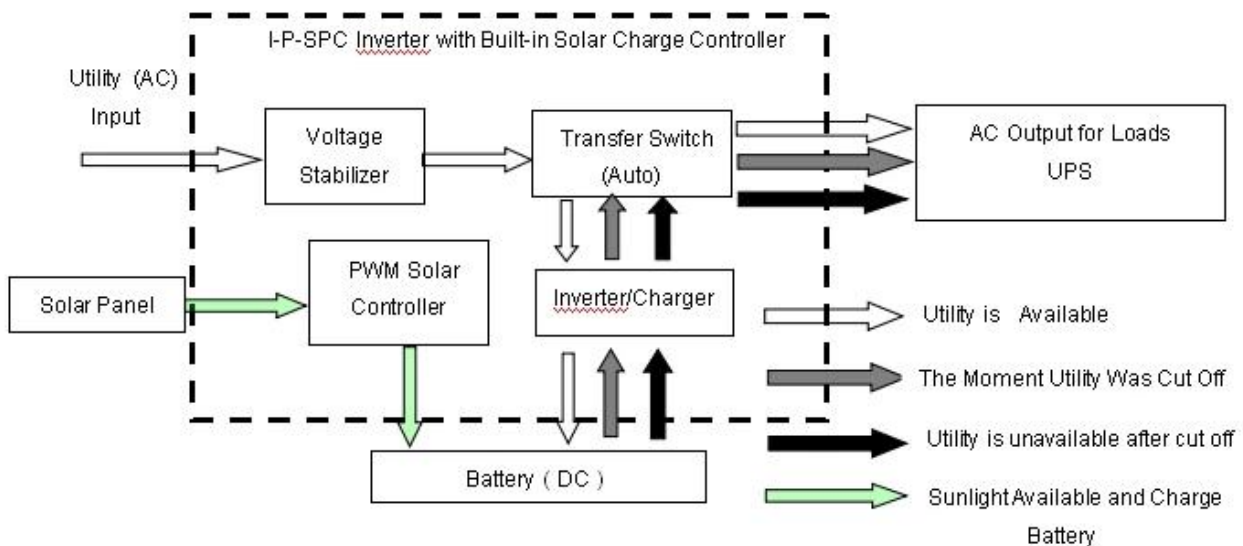 I-P-SPC Inverter with Built-in Solar Charge Controller
Utility (AC)
Input
Voltage
Stabilizer
Transfer Switch
(Auto)
AC Output for Loads
UPS
Solar Panel
PWM Solar
Controller
Inverter/Charger
Battery ( DC )
Utility is Available
The Moment Utility Was Cut Off
Utility is unavailable after cut off
Sunlight Available and Charge
Battery